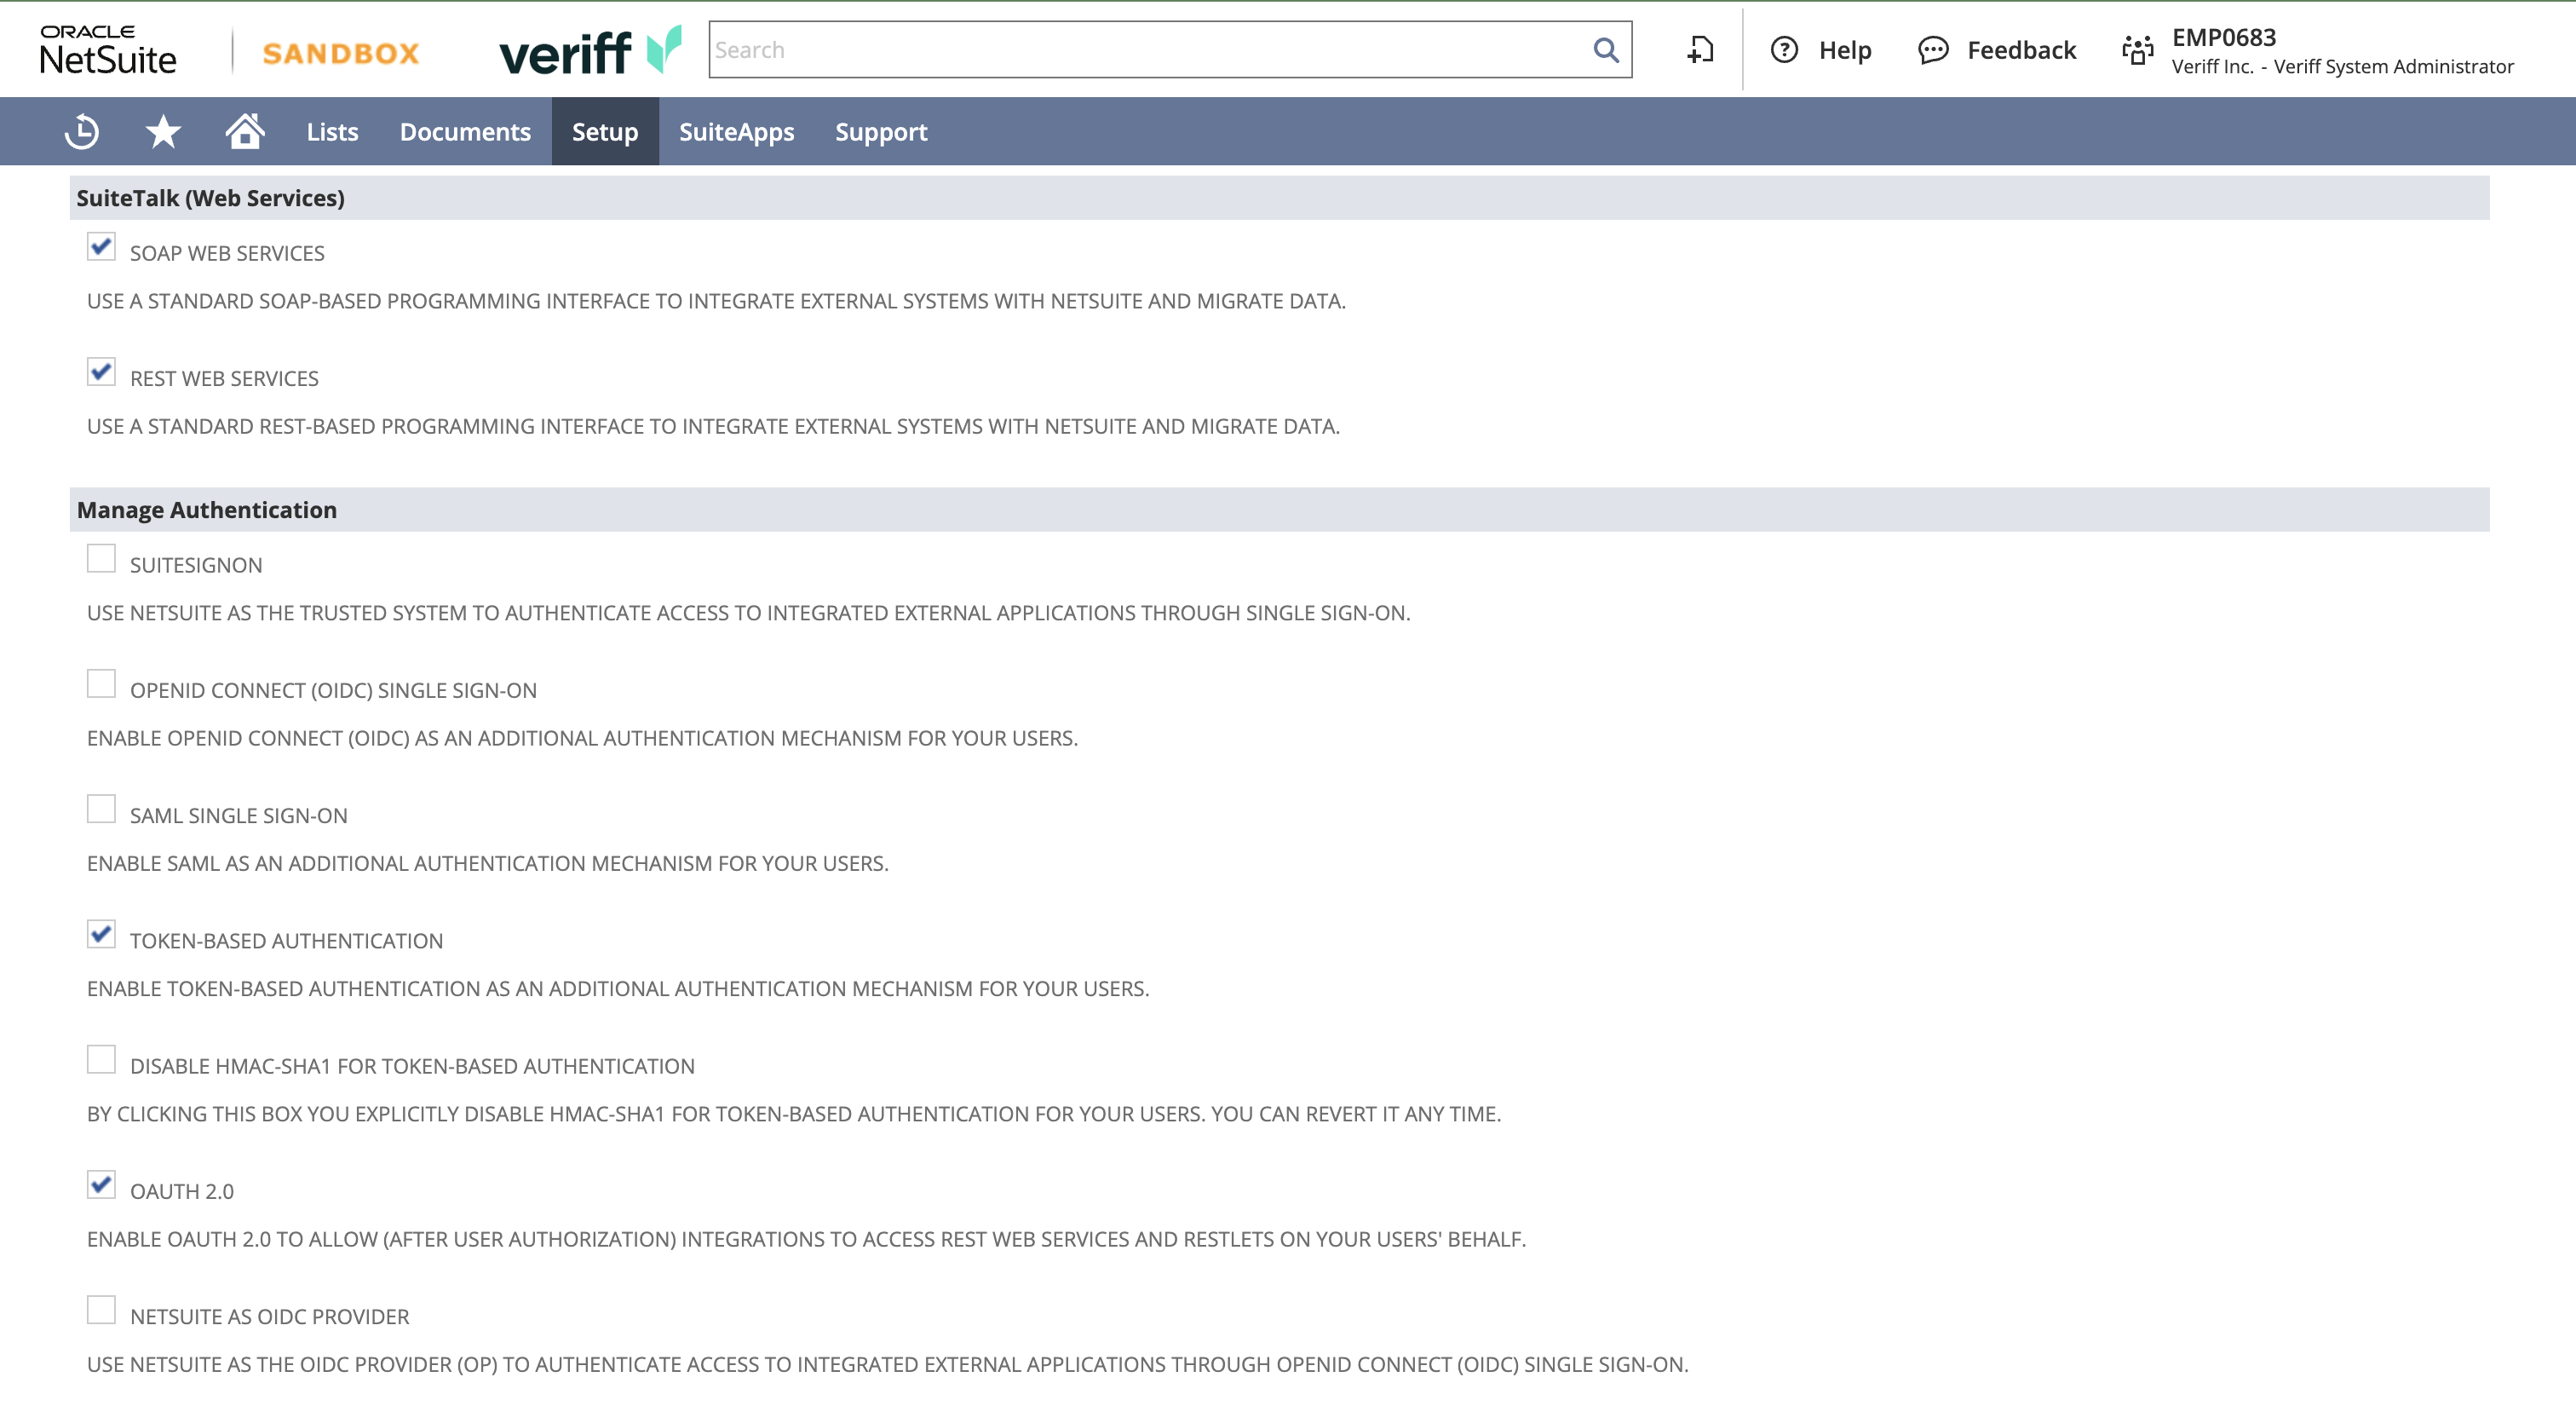 ORACLE
NetSuite
SANDBOX
veriff
Search
Help
Feedback
EMP0683
Veriff Inc. - Veriff System Administrator
Lists
Documents
Setup
SuiteApps
Support
SuiteTalk (Web Services)
SOAP WEB SERVICES
USE A STANDARD SOAP-BASED PROGRAMMING INTERFACE TO INTEGRATE EXTERNAL SYSTEMS WITH NETSUITE AND MIGRATE DATA.
REST WEB SERVICES
USE A STANDARD REST-BASED PROGRAMMING INTERFACE TO INTEGRATE EXTERNAL SYSTEMS WITH NETSUITE AND MIGRATE DATA.
Manage Authentication
SUITESIGNON
USE NETSUITE AS THE TRUSTED SYSTEM TO AUTHENTICATE ACCESS TO INTEGRATED EXTERNAL APPLICATIONS THROUGH SINGLE SIGN-ON.
OPENID CONNECT (OIDC) SINGLE SIGN-ON
ENABLE OPENID CONNECT (OIDC) AS AN ADDITIONAL AUTHENTICATION MECHANISM FOR YOUR USERS.
SAML SINGLE SIGN-ON
ENABLE SAML AS AN ADDITIONAL AUTHENTICATION MECHANISM FOR YOUR USERS.
TOKEN-BASED AUTHENTICATION
ENABLE TOKEN-BASED AUTHENTICATION AS AN ADDITIONAL AUTHENTICATION MECHANISM FOR YOUR USERS.
DISABLE HMAC-SHA1 FOR TOKEN-BASED AUTHENTICATION
BY CLICKING THIS BOX YOU EXPLICITLY DISABLE HMAC-SHA1 FOR TOKEN-BASED AUTHENTICATION FOR YOUR USERS. YOU CAN REVERT IT ANY TIME.
OAUTH 2.0
ENABLE OAUTH 2.0 TO ALLOW (AFTER USER AUTHORIZATION) INTEGRATIONS TO ACCESS REST WEB SERVICES AND RESTLETS ON YOUR USERS' BEHALF.
NETSUITE AS OIDC PROVIDER
USE NETSUITE AS THE OIDC PROVIDER (OP) TO AUTHENTICATE ACCESS TO INTEGRATED EXTERNAL APPLICATIONS THROUGH OPENID CONNECT (OIDC) SINGLE SIGN-ON.